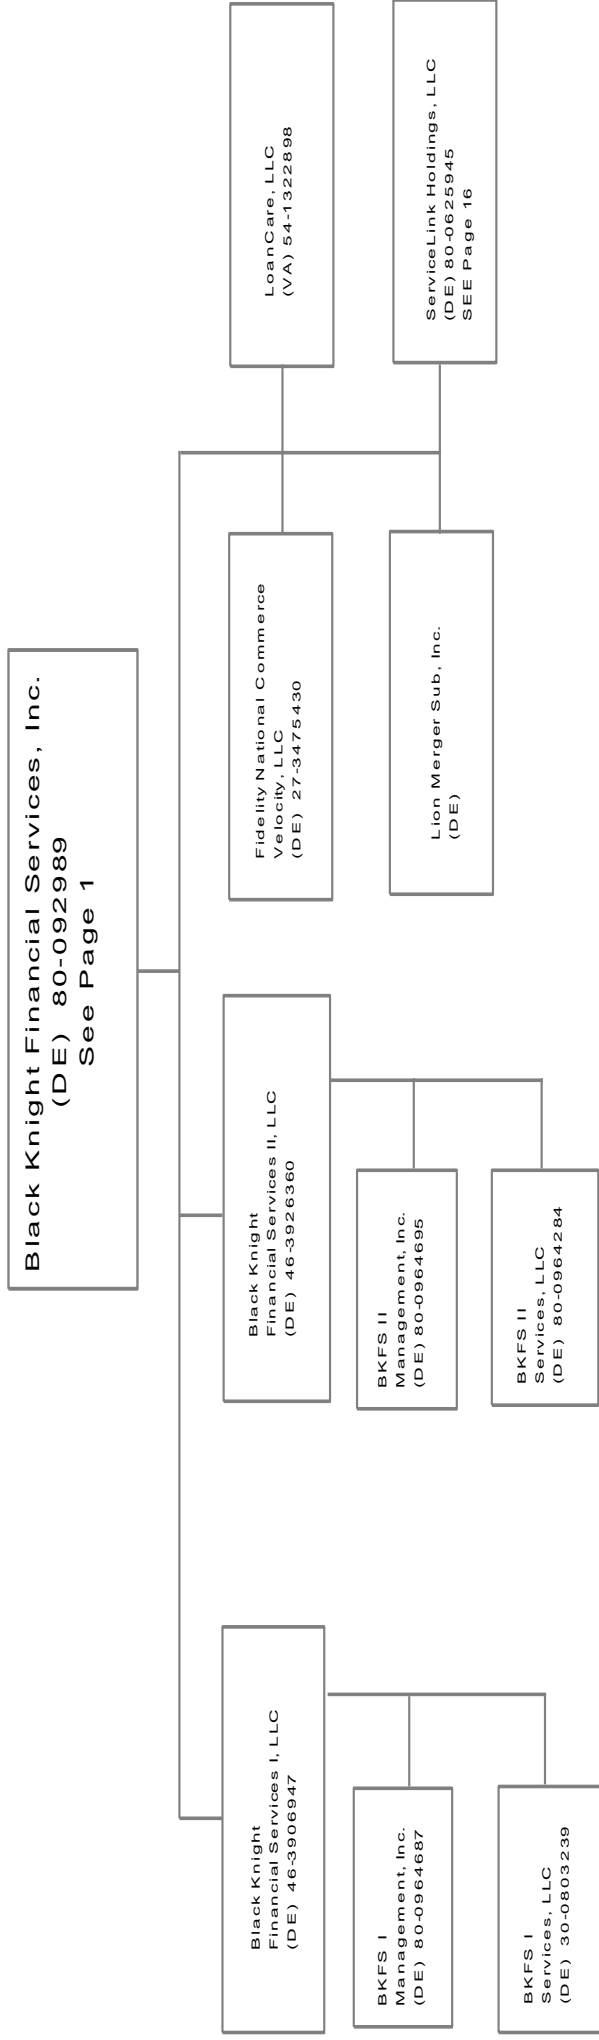 Black Knight Financial Services, Inc.
(DE) 80-092989
See Page 1
Black Knight
Financial Services I, LLC
(DE) 46-3906947
BKFS I
Management, Inc.
(DE) 80-0964687
BKFS I
Services, LLC
(DE) 30-0803239
Black Knight
Financial Services II, LLC
(DE) 46-3926360
BKFS II
Management, Inc.
(DE) 80-0964695
BKFS II
Services, LLC
(DE) 80-0964284
Fidelity National Commerce
Velocity, LLC
(DE) 27-3475430
Lion Merger Sub, Inc.
(DE)
LoanCare, LLC
(VA) 54-1322898
ServiceLink Holdings, LLC
(DE) 80-0625945
SEE Page 16